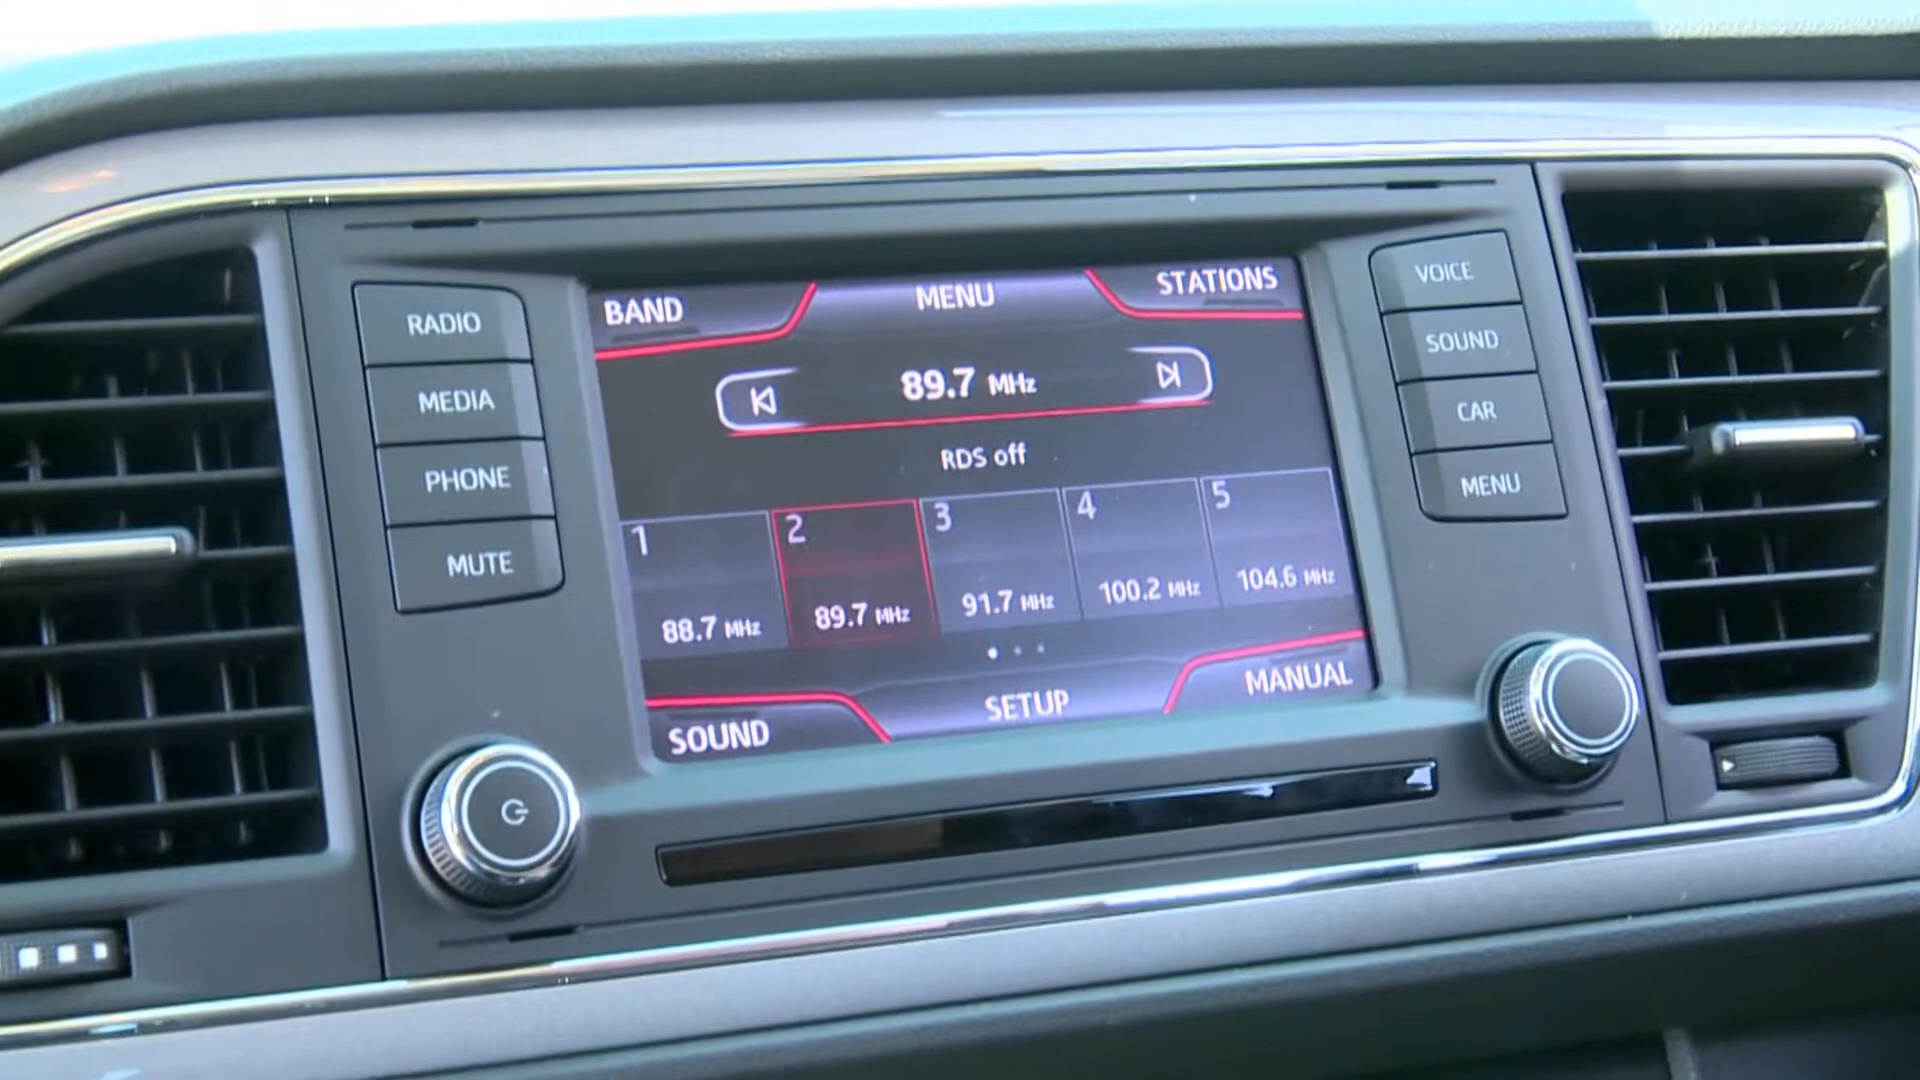 RADIO
MEDIA
PHONE
MUTE
BAND
MENU
STATIONS
89.7 MHz
RDS off
1
2
3
4
5
88.7 MHz
89.7 MHz
91.7 MHz
100.2 MHz
104.6 MHz
SOUND
SETUP
MANUAL
VOICE
SOUND
CAR
MENU